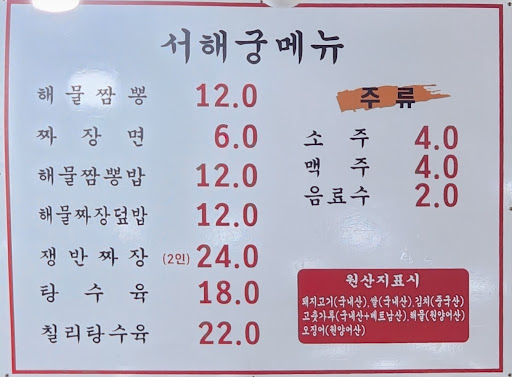 서해궁메뉴
해물짬뽕 12.0
짜장면 6.0
해물짬뽕밥 12.0
해물짜장덮밥 12.0
쟁반짜장 (2인) 24.0
탕수육 18.0
칠리탕수육 22.0
주류
소주 4.0
맥주 4.0
음료수 2.0
원산지표시
돼지고기(국내산),쌀(국내산),김치(중국산)
고춧가루(국내산+베트남산),해물(원양어산)
오징어(원양어산)